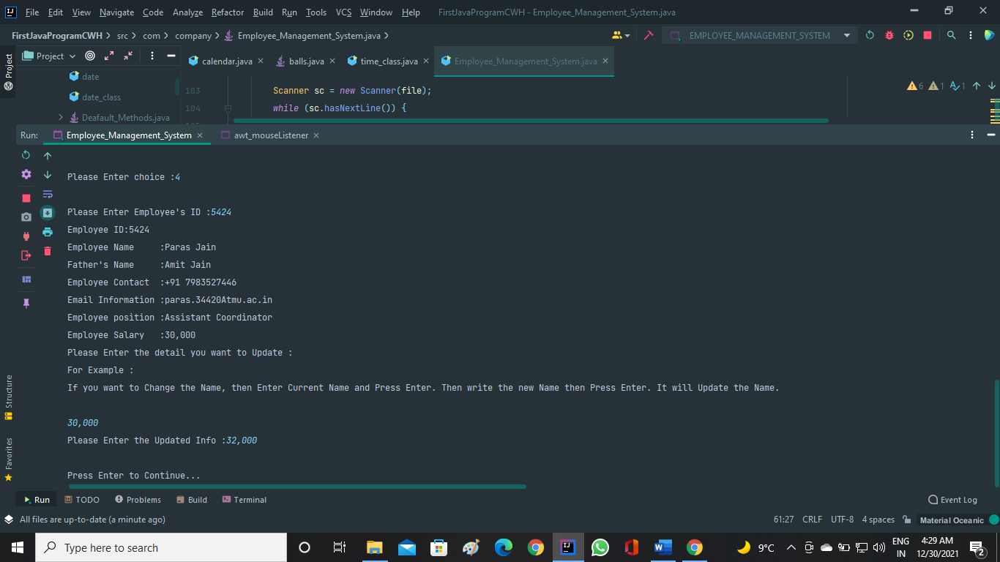 File Edit View Navigate Code Analyze Refactor Build Run Tools VCS Window Help FirstJavaProgramCWH - Employee_Management_System.java
FirstJavaProgramCWH src com company Employee_Management_System.java EMPLOYEE_MANAGEMENT_SYSTEM
Project
Project
calendar.java balls.java time_class.java Employee_Management_System.java
date
date_class
Deafault_Methods.java
103 Scanner sc = new Scanner(file);
104 while (sc.hasNextLine()) {
6 1 1
Run: Employee_Management_System awt_mouseListener
Please Enter choice :4
Please Enter Employee's ID :5424
Employee ID:5424
Employee Name     :Paras Jain
Father's Name     :Amit Jain
Employee Contact  :+91 7983527446
Email Information :paras.34420Atmu.ac.in
Employee position :Assistant Coordinator
Employee Salary   :30,000
Please Enter the detail you want to Update :
For Example :
If you want to Change the Name, then Enter Current Name and Press Enter. Then write the new Name then Press Enter. It will Update the Name.
30,000
Please Enter the Updated Info :32,000
Press Enter to Continue...
Structure
Favorites
Run TODO Problems Build Terminal Event Log
All files are up-to-date (a minute ago) 61:27 CRLF UTF-8 4 spaces Material Oceanic
Type here to search 9°C ENG IN 4:29 AM 12/30/2021 2